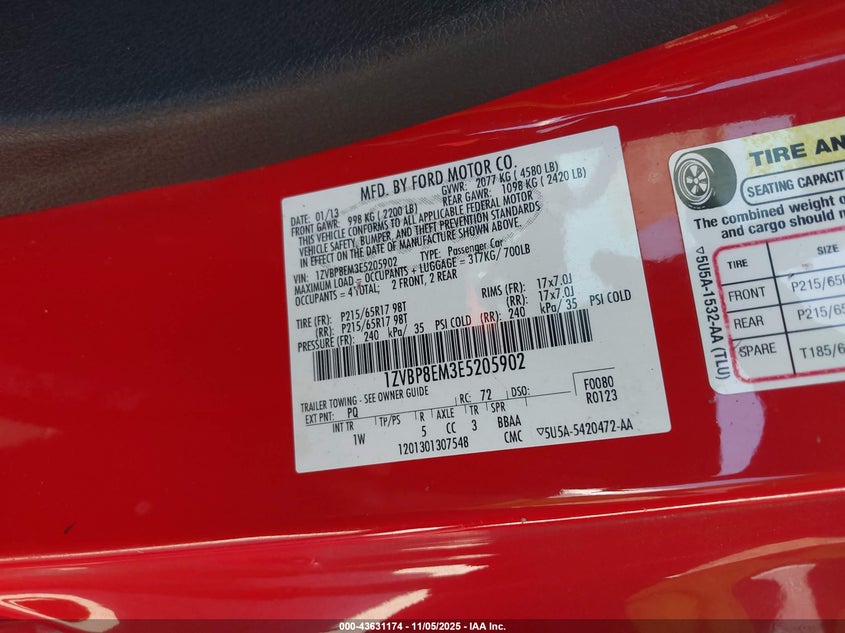 MFD. BY FORD MOTOR CO.
DATE: 01/13 GVWR: 2077 KG ( 4580 LB)
FRONT GAWR: 998 KG ( 2200 LB) REAR GAWR: 1098 KG ( 2420 LB)
THIS VEHICLE CONFORMS TO ALL APPLICABLE FEDERAL MOTOR
VEHICLE SAFETY, BUMPER, AND THEFT PREVENTION STANDARDS
IN EFFECT ON THE DATE OF MANUFACTURE SHOWN ABOVE.
VIN: 1ZVBP8EM3E5205902 TYPE: Passenger Car
MAXIMUM LOAD = OCCUPANTS + LUGGAGE = 317KG/ 700LB
OCCUPANTS = 4 TOTAL; 2 FRONT, 2 REAR
TIRE (FR): P215/65R17 98T RIMS (FR): 17x7.0J
(RR): P215/65R17 98T (RR): 17x7.0J
PRESSURE (FR): 240 kPa/ 35 PSI COLD (RR): 240 kPa/ 35 PSI COLD
1ZVBP8EM3E5205902
TRAILER TOWING - SEE OWNER GUIDE
EXT PNT: PQ RC: 72 DSO: F0080
R0123
INT TR TP/PS R AXLE TR SPR
1W 5 CC 3 BBAA
1201301307548 CMC ▽5U5A-5420472-AA
TIRE AN
SEATING CAPACIT
The combined weight o
and cargo should n
TIRE SIZE
FRONT P215/65R
REAR P215/65
SPARE T185/6
▽5U5A-1532-AA (TLU)
000-43631174 - 11/05/2025 - IAA Inc.